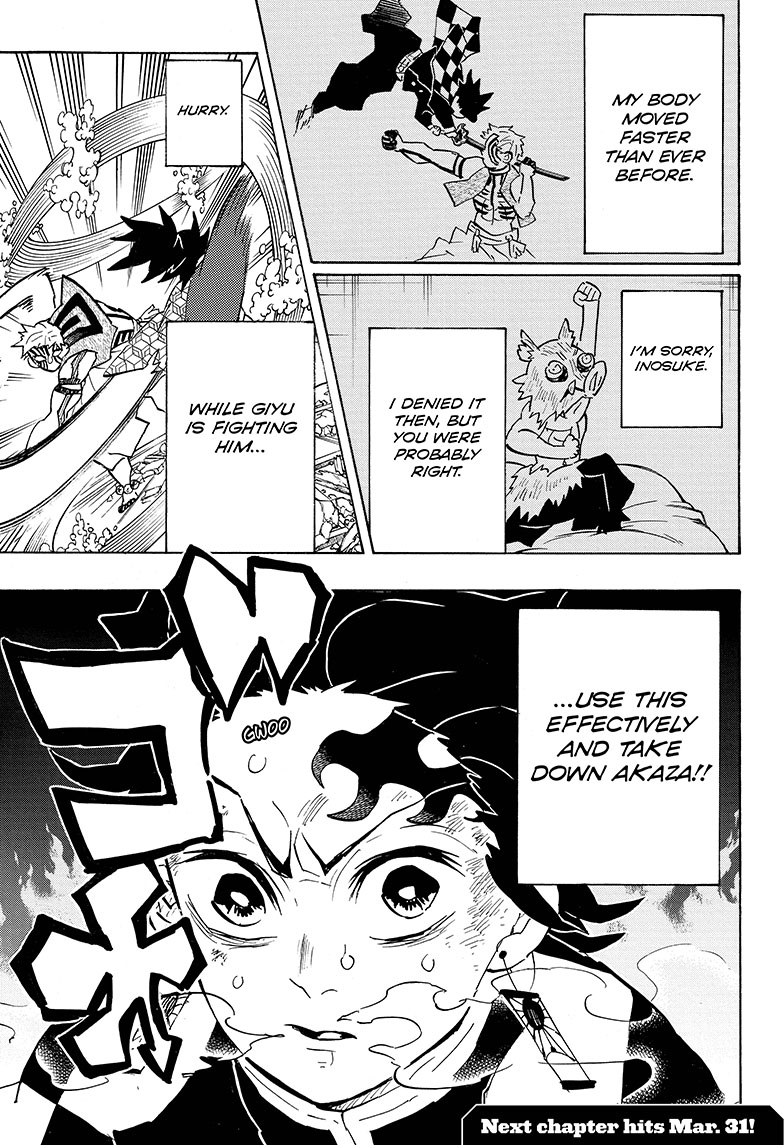 MY BODY
MOVED
FASTER
THAN EVER
BEFORE.
I'M SORRY,
INOSUKE.
I DENIED IT
THEN, BUT
YOU WERE
PROBABLY
RIGHT.
HURRY.
WHILE GIYU
IS FIGHTING
HIM...
...USE THIS
EFFECTIVELY
AND TAKE
DOWN AKAZA!!
GWOO
Next chapter hits Mar. 31!